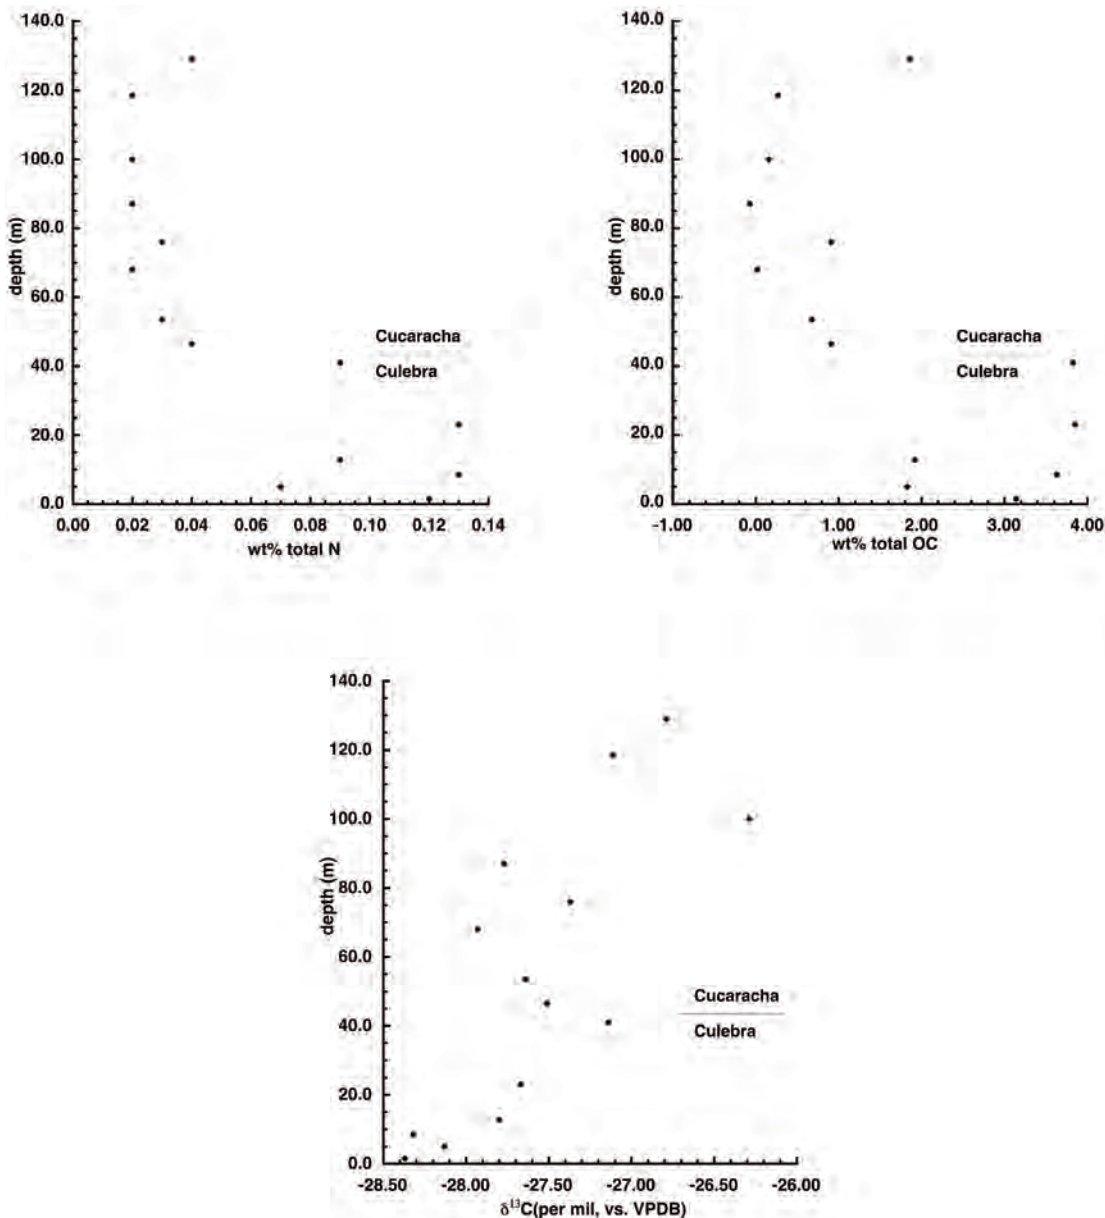 140.0
120.0
100.0
80.0
60.0
40.0
20.0
0.0
depth (m)
Cucaracha
Culebra
0.00 0.02 0.04 0.06 0.08 0.10 0.12 0.14
wt% total N
140.0
120.0
100.0
80.0
60.0
40.0
20.0
0.0
depth (m)
Cucaracha
Culebra
-1.00 0.00 1.00 2.00 3.00 4.00
wt% total OC
140.0
120.0
100.0
80.0
60.0
40.0
20.0
0.0
depth (m)
Cucaracha
Culebra
-28.50 -28.00 -27.50 -27.00 -26.50 -26.00
δ¹³C(per mil, vs. VPDB)